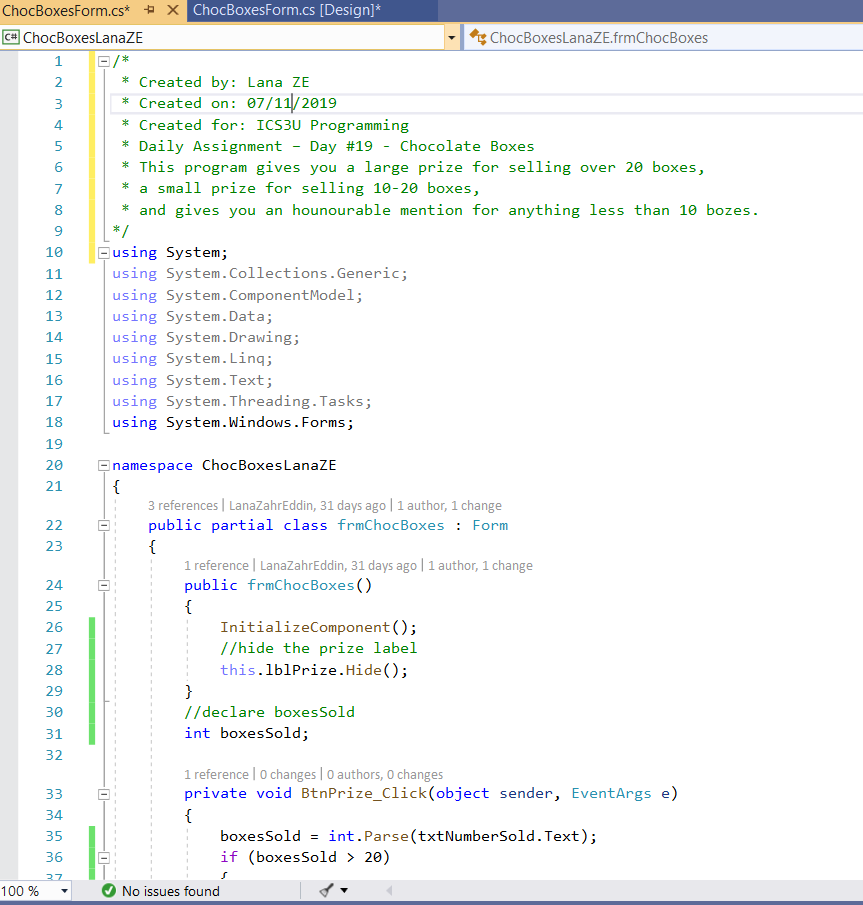 ChocBoxesForm.cs* ChocBoxesForm.cs [Design]*
C# ChocBoxesLanaZE ChocBoxesLanaZE.frmChocBoxes
1 /*
2 * Created by: Lana ZE
3 * Created on: 07/11/2019
4 * Created for: ICS3U Programming
5 * Daily Assignment – Day #19 - Chocolate Boxes
6 * This program gives you a large prize for selling over 20 boxes,
7 * a small prize for selling 10-20 boxes,
8 * and gives you an hounourable mention for anything less than 10 bozes.
9 */
10 using System;
11 using System.Collections.Generic;
12 using System.ComponentModel;
13 using System.Data;
14 using System.Drawing;
15 using System.Linq;
16 using System.Text;
17 using System.Threading.Tasks;
18 using System.Windows.Forms;
19
20 namespace ChocBoxesLanaZE
21 {
3 references | LanaZahrEddin, 31 days ago | 1 author, 1 change
22 public partial class frmChocBoxes : Form
23 {
1 reference | LanaZahrEddin, 31 days ago | 1 author, 1 change
24 public frmChocBoxes()
25 {
26 InitializeComponent();
27 //hide the prize label
28 this.lblPrize.Hide();
29 }
30 //declare boxesSold
31 int boxesSold;
32
1 reference | 0 changes | 0 authors, 0 changes
33 private void BtnPrize_Click(object sender, EventArgs e)
34 {
35 boxesSold = int.Parse(txtNumberSold.Text);
36 if (boxesSold > 20)
37 {
100 % No issues found